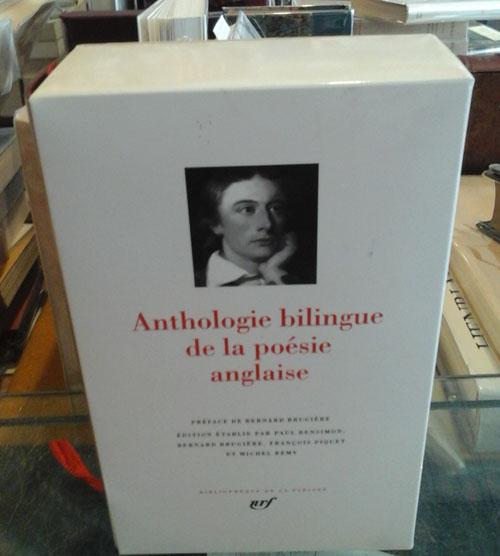 Anthologie bilingue
de la poésie
anglaise
PRÉFACE DE BERNARD BRUGIÈRE
ÉDITION ÉTABLIE PAR PAUL BENSIMON,
BERNARD BRUGIÈRE, FRANÇOIS PIQUET
ET MICHEL RÉMY
BIBLIOTHÈQUE DE LA PLÉIADE
nrf